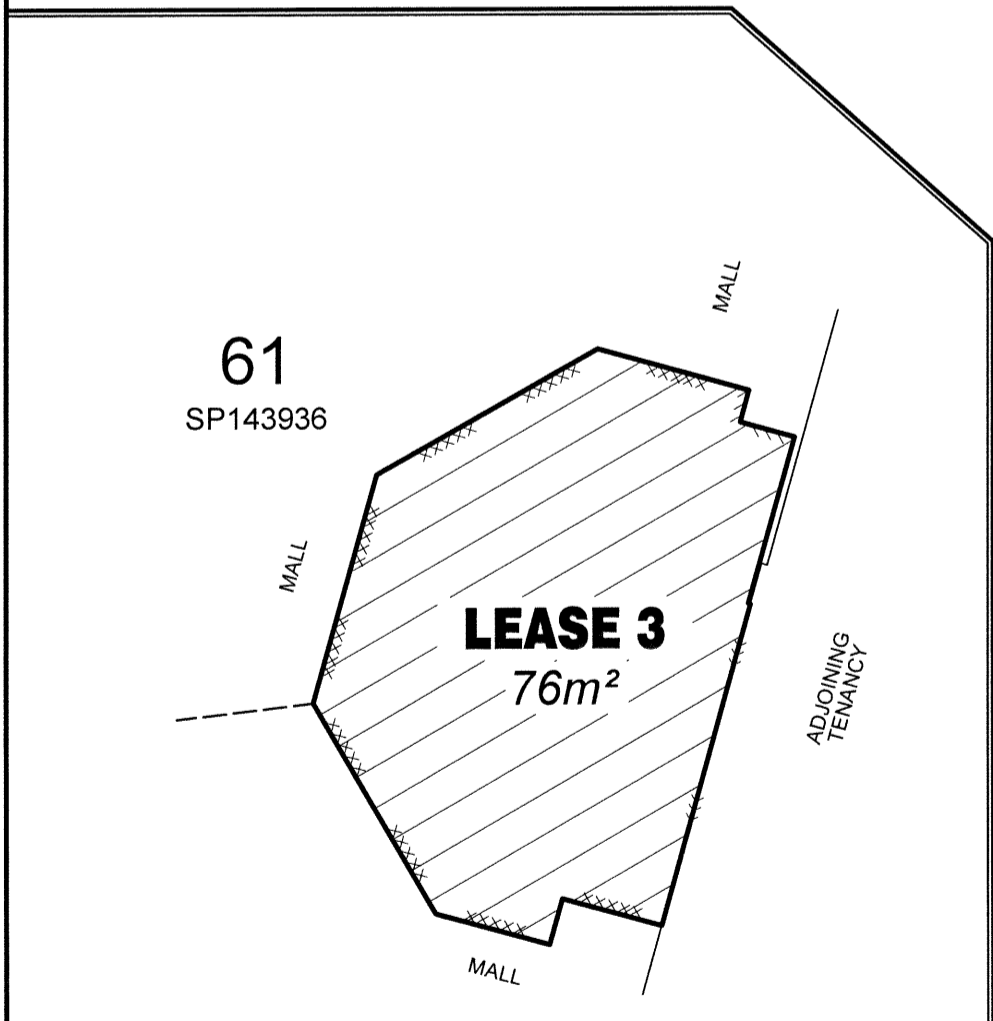 MALL
61
SP143936
MALL
LEASE 3
76m²
ADJOINING
TENANCY
MALL